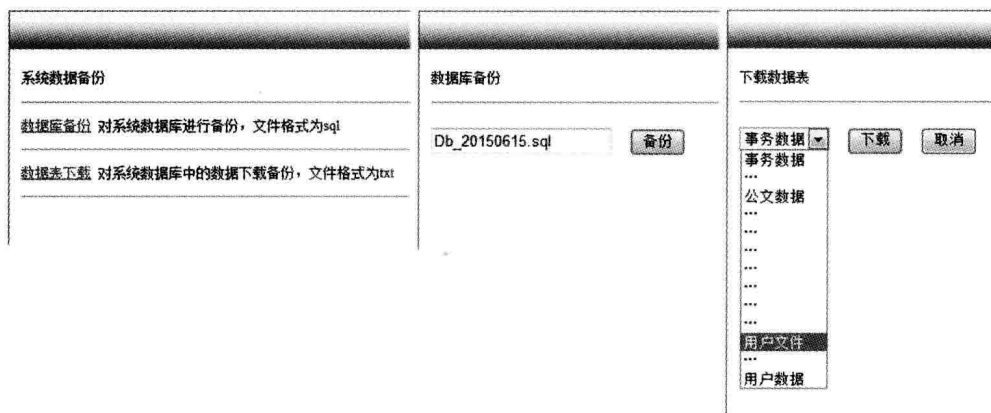 系统数据备份
数据库备份 对系统数据库进行备份，文件格式为sql
数据表下载 对系统数据库中的数据下载备份，文件格式为txt
数据库备份
Db_20150615.sql 备份
下载数据表
事务数据 下载 取消
事务数据
...
公文数据
...
...
...
...
...
...
...
用户文件
...
用户数据